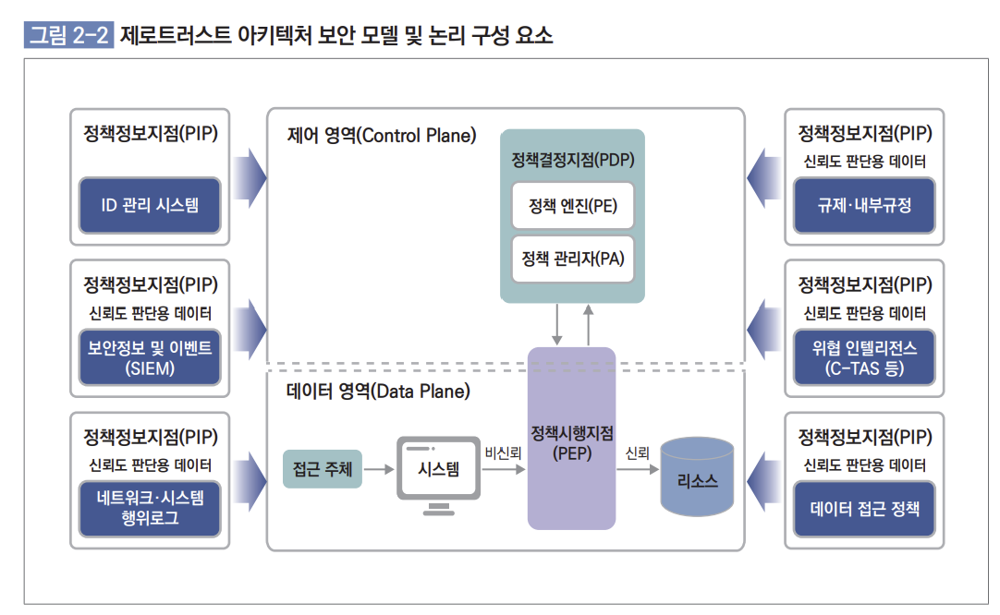 그림 2-2 제로트러스트 아키텍처 보안 모델 및 논리 구성 요소
정책정보지점(PIP)
ID 관리 시스템
정책정보지점(PIP)
신뢰도 판단용 데이터
보안정보 및 이벤트
(SIEM)
정책정보지점(PIP)
신뢰도 판단용 데이터
네트워크·시스템
행위로그
제어 영역(Control Plane)
정책결정지점(PDP)
정책 엔진(PE)
정책 관리자(PA)
데이터 영역(Data Plane)
접근 주체
시스템
비신뢰
정책시행지점
(PEP)
신뢰
리소스
정책정보지점(PIP)
신뢰도 판단용 데이터
규제·내부규정
정책정보지점(PIP)
신뢰도 판단용 데이터
위협 인텔리전스
(C-TAS 등)
정책정보지점(PIP)
신뢰도 판단용 데이터
데이터 접근 정책